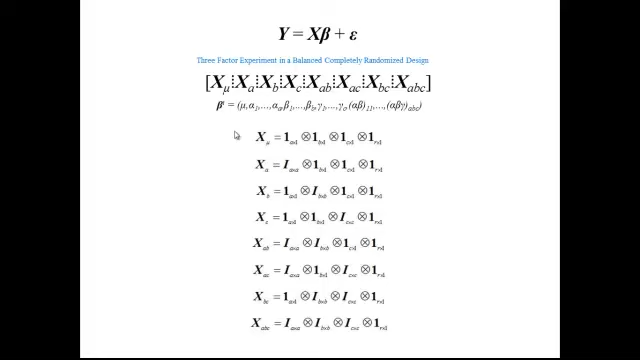 Y = Xβ + ε
Three Factor Experiment in a Balanced Completely Randomized Design
[X_μ⋮X_a⋮X_b⋮X_c⋮X_ab⋮X_ac⋮X_bc⋮X_abc]
β' = (μ,α_1,...,α_a,β_1,...,β_b,γ_1,...,γ_c,(αβ)_11,...,(αβγ)_abc)
X_μ = 1_a×1 ⊗ 1_b×1 ⊗ 1_c×1 ⊗ 1_r×1
X_a = I_a×a ⊗ 1_b×1 ⊗ 1_c×1 ⊗ 1_r×1
X_b = 1_a×1 ⊗ I_b×b ⊗ 1_c×1 ⊗ 1_r×1
X_c = 1_a×1 ⊗ 1_b×1 ⊗ I_c×c ⊗ 1_r×1
X_ab = I_a×a ⊗ I_b×b ⊗ 1_c×1 ⊗ 1_r×1
X_ac = I_a×a ⊗ 1_b×1 ⊗ I_c×c ⊗ 1_r×1
X_bc = 1_a×1 ⊗ I_b×b ⊗ I_c×c ⊗ 1_r×1
X_abc = I_a×a ⊗ I_b×b ⊗ I_c×c ⊗ 1_r×1